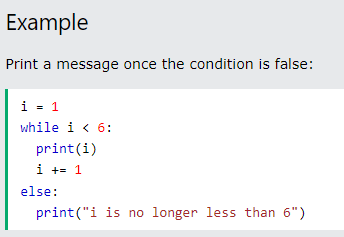 Example
Print a message once the condition is false:
i = 1
while i < 6:
  print(i)
  i += 1
else:
  print("i is no longer less than 6")